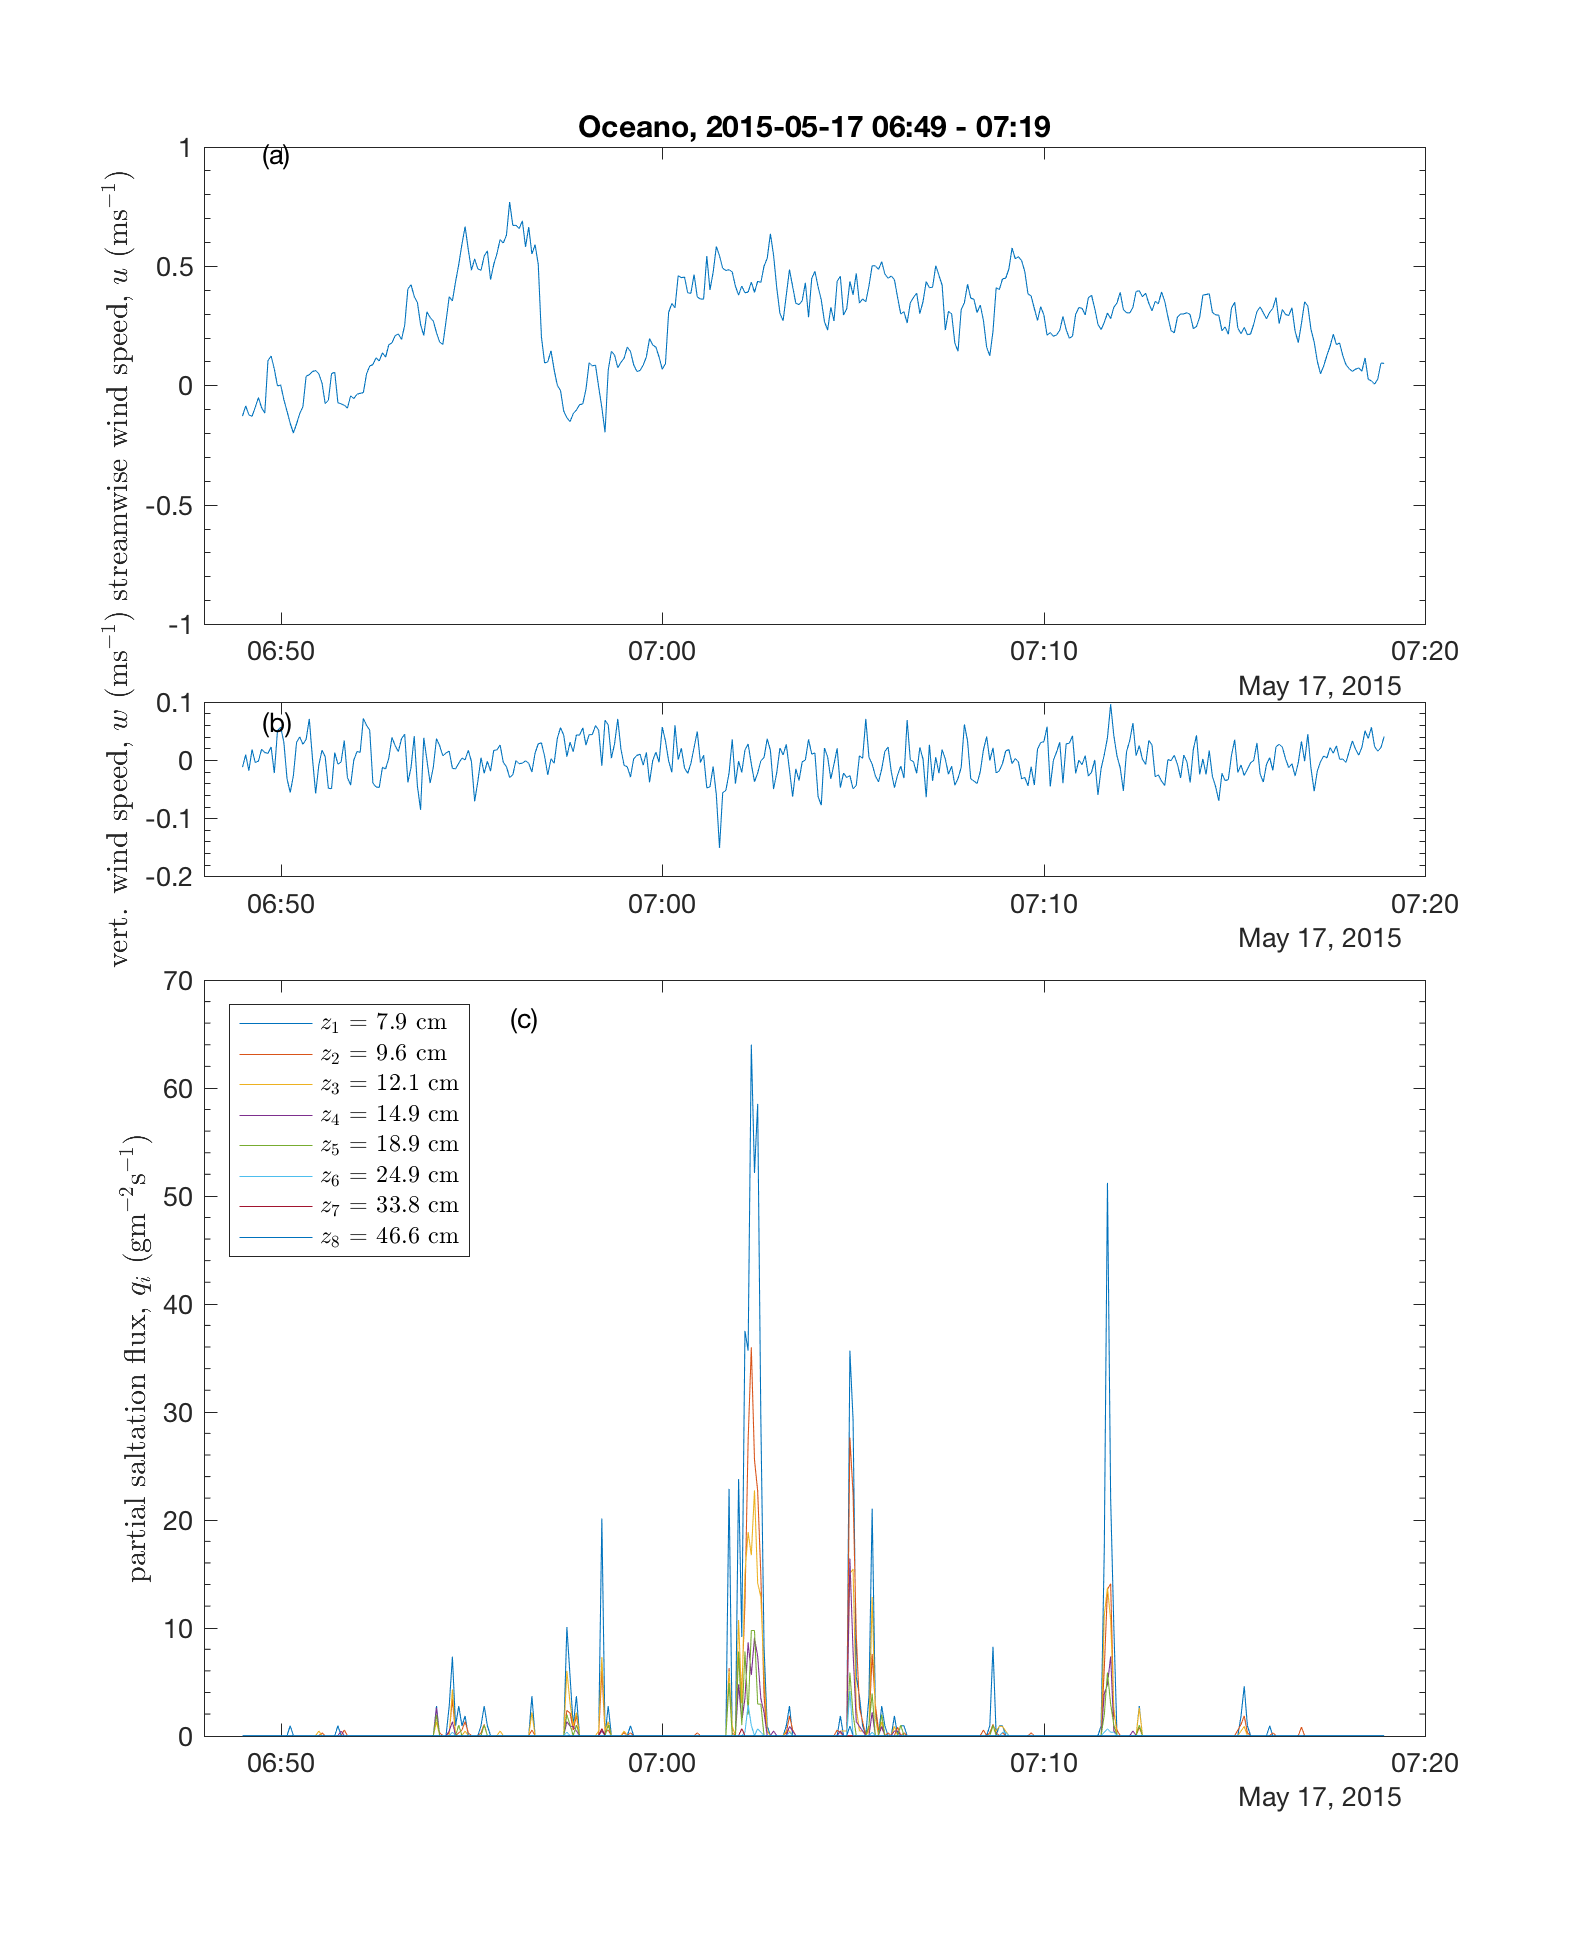 Oceano, 2015-05-17 06:49 - 07:19
(a)
streamwise wind speed, u (ms⁻¹)
1
0.5
0
-0.5
-1
06:50 07:00 07:10 07:20
May 17, 2015
(b)
vert. wind speed, w (ms⁻¹)
0.1
0
-0.1
-0.2
06:50 07:00 07:10 07:20
May 17, 2015
(c)
partial saltation flux, qᵢ (gm⁻²s⁻¹)
70
60
50
40
30
20
10
0
z₁ = 7.9 cm
z₂ = 9.6 cm
z₃ = 12.1 cm
z₄ = 14.9 cm
z₅ = 18.9 cm
z₆ = 24.9 cm
z₇ = 33.8 cm
z₈ = 46.6 cm
06:50 07:00 07:10 07:20
May 17, 2015